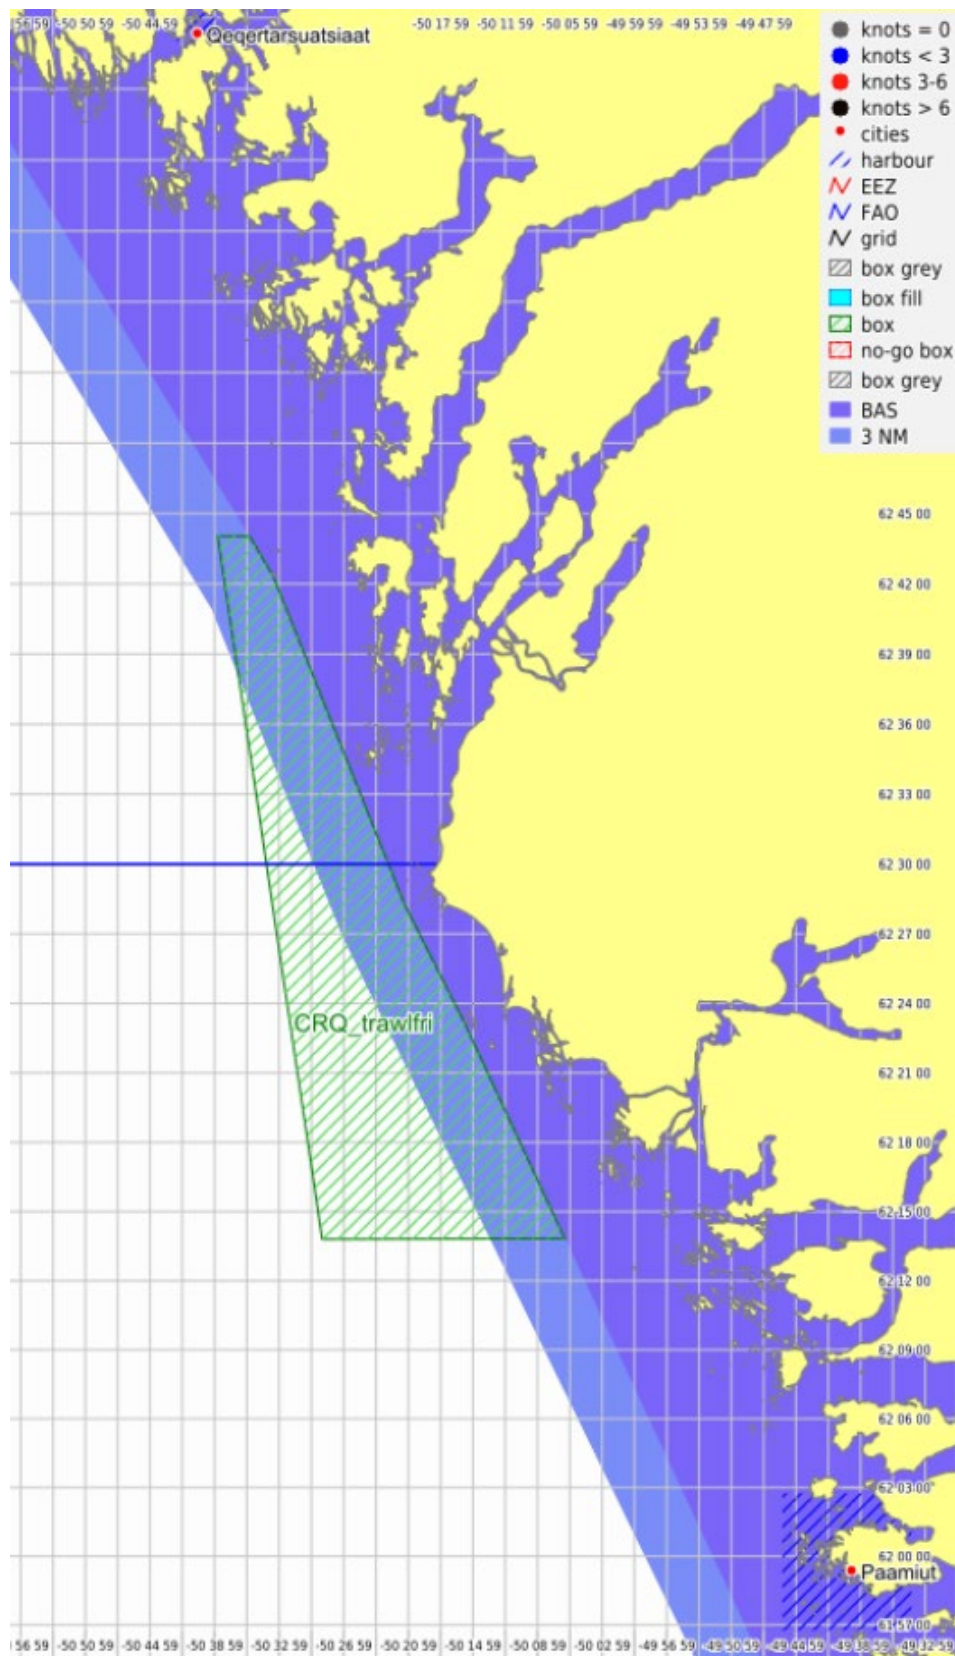 56 59 -50 44 59 -50 17 59 -50 11 59 -50 05 59 -49 59 59 -49 53 59 -49 47 59
Qeqertarsuatsiaat
knots = 0
knots < 3
knots 3-6
knots > 6
cities
harbour
EEZ
FAO
grid
box grey
box fill
box
no-go box
box grey
BAS
3 NM
62 45 00
62 42 00
62 39 00
62 36 00
62 33 00
62 30 00
62 27 00
62 24 00
CRQ_trawlfri
62 21 00
62 18 00
62 15 00
62 12 00
62 09 00
62 06 00
62 03 00
62 00 00
Paamiut
61 57 00
56 59 -50 50 59 -50 44 59 -50 38 59 -50 32 59 -50 26 59 -50 20 59 -50 14 59 -50 08 59 -50 02 59 -49 56 59 -49 50 59 -49 44 59 -49 38 59 -49 32 59